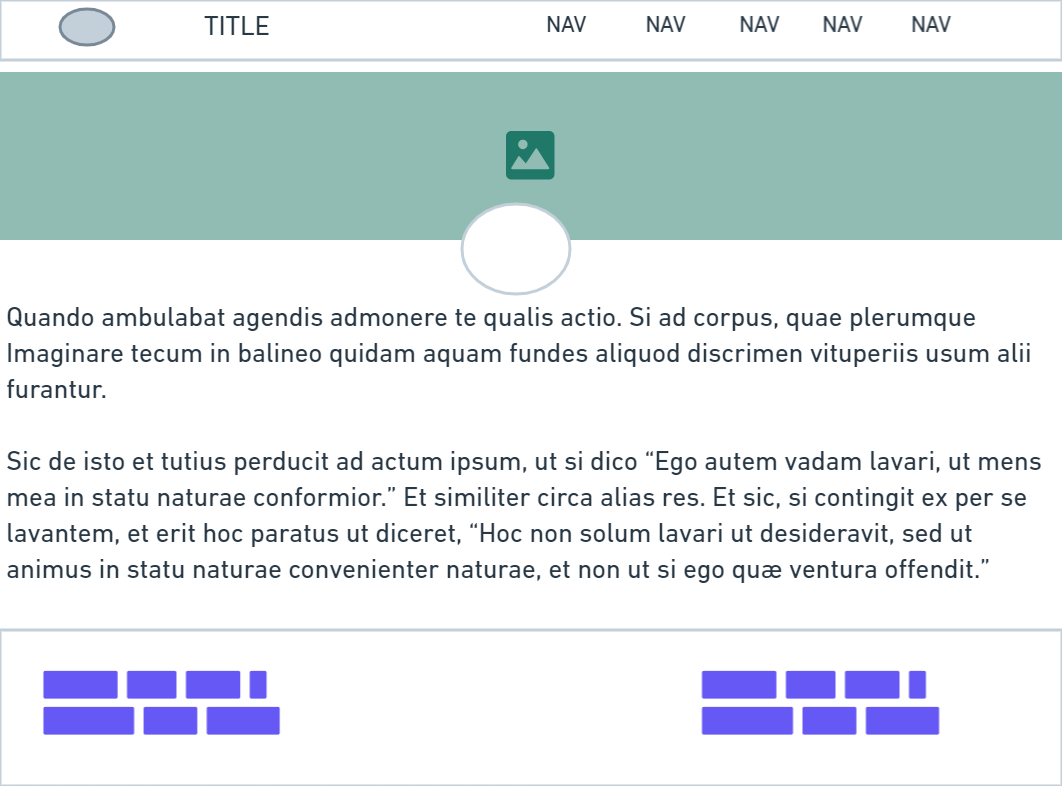 TITLE NAV NAV NAV NAV NAV
Quando ambulabat agendis admonere te qualis actio. Si ad corpus, quae plerumque
Imaginare tecum in balineo quidam aquam fundes aliquod discrimen vituperiis usum alii
furantur.
Sic de isto et tutius perducit ad actum ipsum, ut si dico “Ego autem vadam lavari, ut mens
mea in statu naturae conformior.” Et similiter circa alias res. Et sic, si contingit ex per se
lavantem, et erit hoc paratus ut diceret, “Hoc non solum lavari ut desideravit, sed ut
animus in statu naturae convenienter naturae, et non ut si ego quæ ventura offendit.”